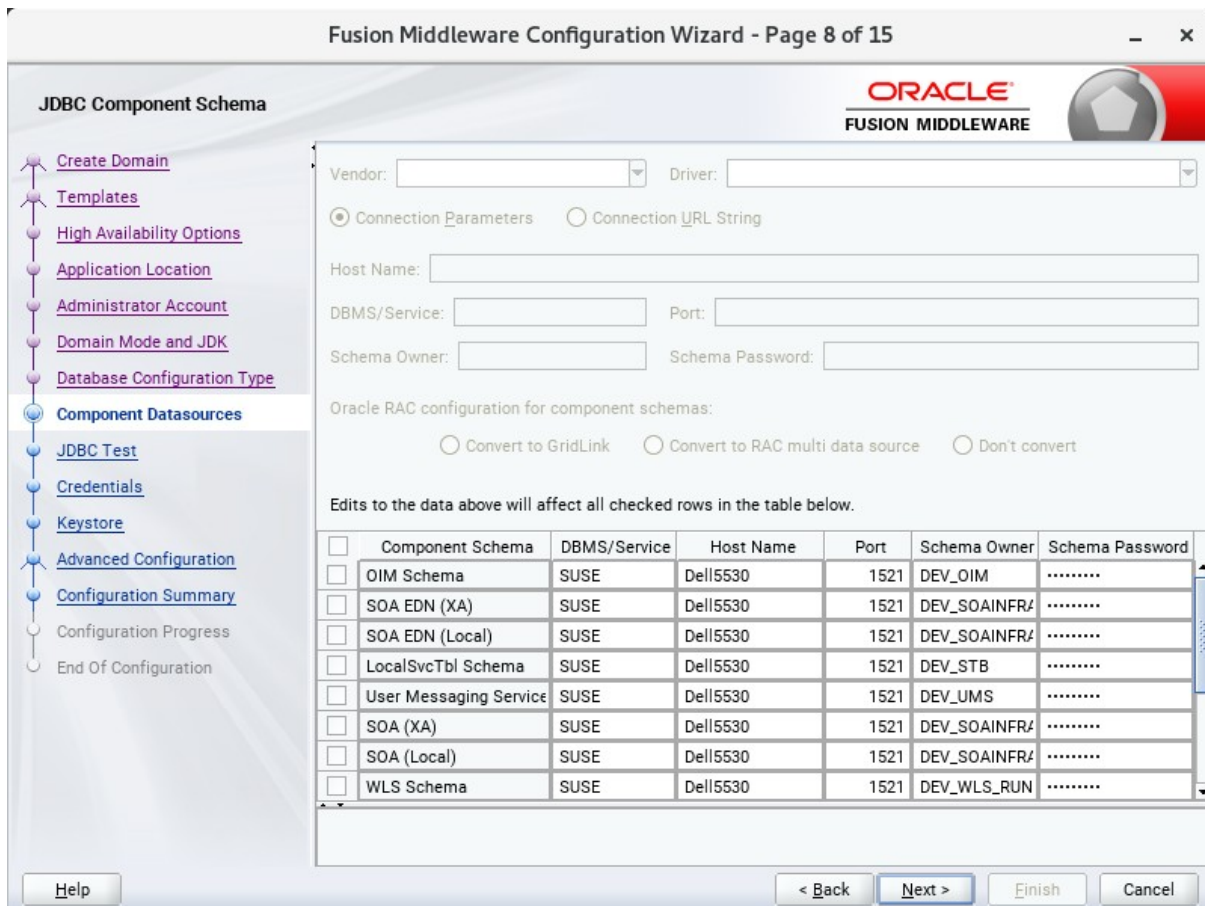 Fusion Middleware Configuration Wizard - Page 8 of 15
JDBC Component Schema
ORACLE
FUSION MIDDLEWARE
Create Domain
Templates
High Availability Options
Application Location
Administrator Account
Domain Mode and JDK
Database Configuration Type
Component Datasources
JDBC Test
Credentials
Keystore
Advanced Configuration
Configuration Summary
Configuration Progress
End Of Configuration
Vendor: Driver:
Connection Parameters Connection URL String
Host Name:
DBMS/Service: Port:
Schema Owner: Schema Password:
Oracle RAC configuration for component schemas:
Convert to GridLink Convert to RAC multi data source Don't convert
Edits to the data above will affect all checked rows in the table below.
Component Schema DBMS/Service Host Name Port Schema Owner Schema Password
OIM Schema SUSE Dell5530 1521 DEV_OIM •••••••••
SOA EDN (XA) SUSE Dell5530 1521 DEV_SOAINFRA •••••••••
SOA EDN (Local) SUSE Dell5530 1521 DEV_SOAINFRA •••••••••
LocalSvcTbl Schema SUSE Dell5530 1521 DEV_STB •••••••••
User Messaging Service SUSE Dell5530 1521 DEV_UMS •••••••••
SOA (XA) SUSE Dell5530 1521 DEV_SOAINFRA •••••••••
SOA (Local) SUSE Dell5530 1521 DEV_SOAINFRA •••••••••
WLS Schema SUSE Dell5530 1521 DEV_WLS_RUN •••••••••
Help < Back Next > Finish Cancel